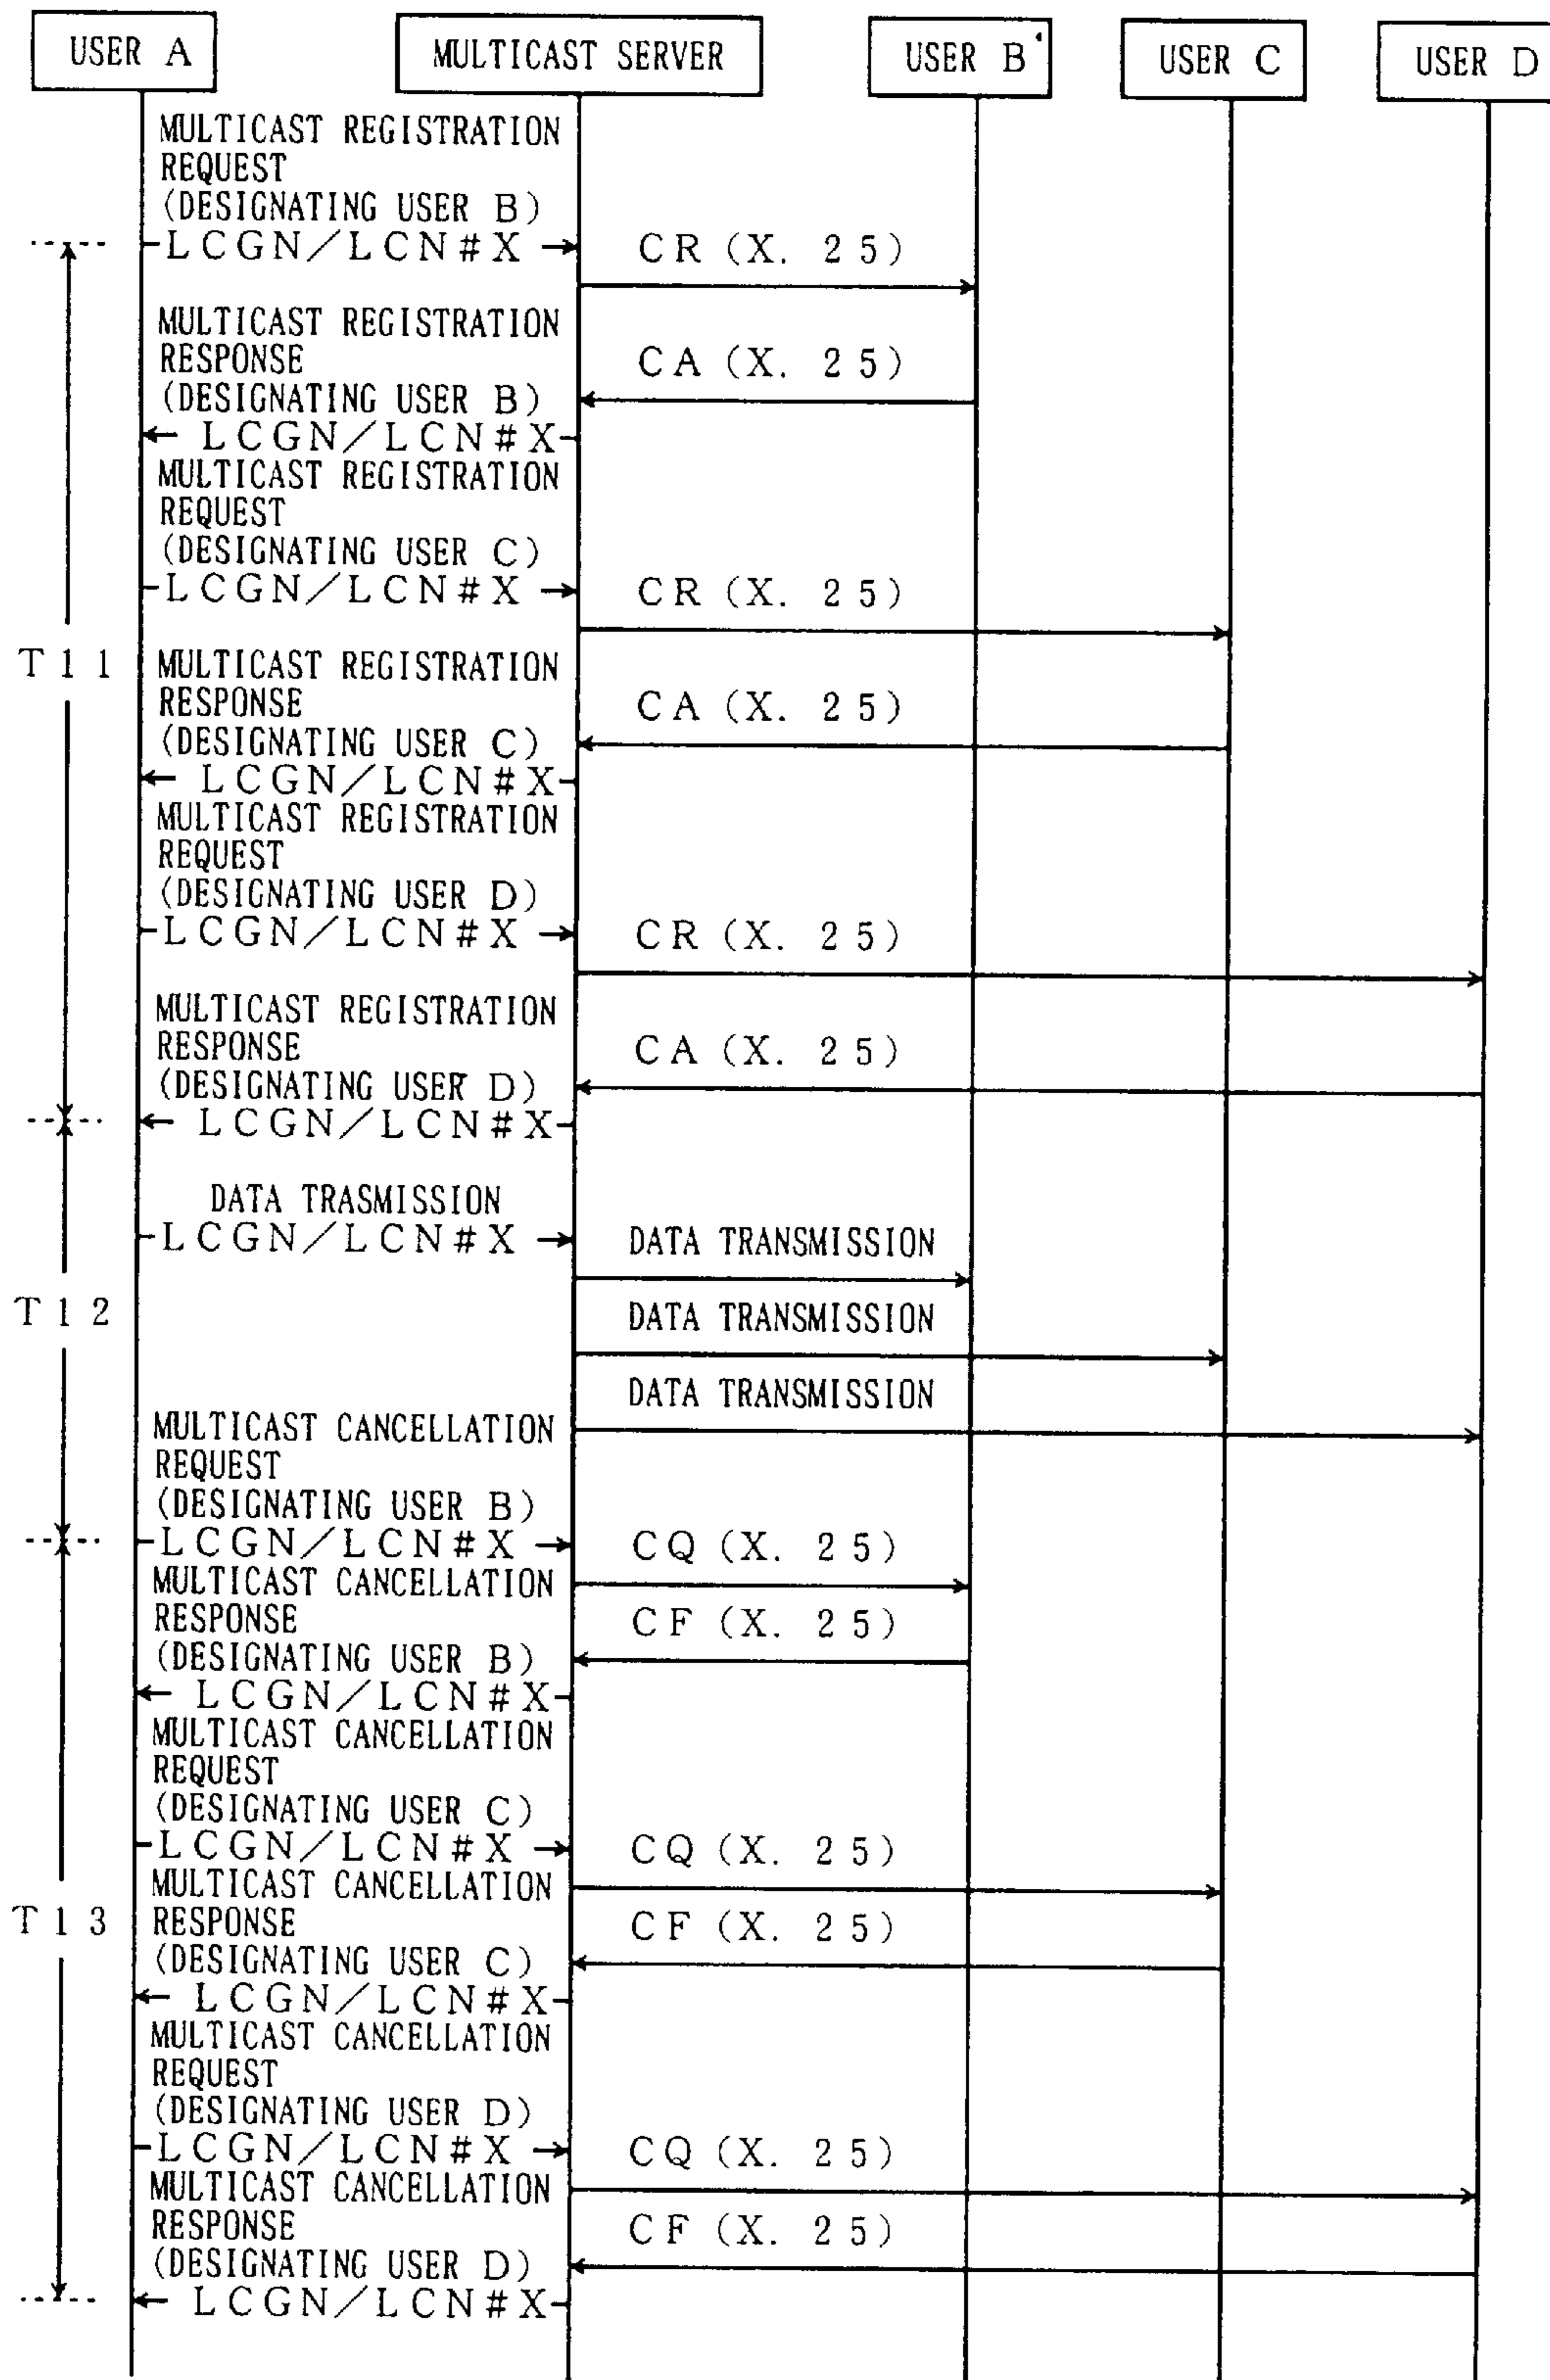 USER A
MULTICAST SERVER
USER B
USER C
USER D
MULTICAST REGISTRATION
REQUEST
(DESIGNATING USER B)
LCGN/LCN#X
CR (X. 25)
MULTICAST REGISTRATION
RESPONSE
(DESIGNATING USER B)
CA (X. 25)
LCGN/LCN#X
MULTICAST REGISTRATION
REQUEST
(DESIGNATING USER C)
LCGN/LCN#X
CR (X. 25)
T11
MULTICAST REGISTRATION
RESPONSE
(DESIGNATING USER C)
CA (X. 25)
LCGN/LCN#X
MULTICAST REGISTRATION
REQUEST
(DESIGNATING USER D)
LCGN/LCN#X
CR (X. 25)
MULTICAST REGISTRATION
RESPONSE
(DESIGNATING USER D)
CA (X. 25)
LCGN/LCN#X
DATA TRASMISSION
LCGN/LCN#X
DATA TRANSMISSION
T12
DATA TRANSMISSION
DATA TRANSMISSION
MULTICAST CANCELLATION
REQUEST
(DESIGNATING USER B)
LCGN/LCN#X
CQ (X. 25)
MULTICAST CANCELLATION
RESPONSE
(DESIGNATING USER B)
CF (X. 25)
LCGN/LCN#X
MULTICAST CANCELLATION
REQUEST
(DESIGNATING USER C)
LCGN/LCN#X
CQ (X. 25)
T13
MULTICAST CANCELLATION
RESPONSE
(DESIGNATING USER C)
CF (X. 25)
LCGN/LCN#X
MULTICAST CANCELLATION
REQUEST
(DESIGNATING USER D)
LCGN/LCN#X
CQ (X. 25)
MULTICAST CANCELLATION
RESPONSE
(DESIGNATING USER D)
CF (X. 25)
LCGN/LCN#X